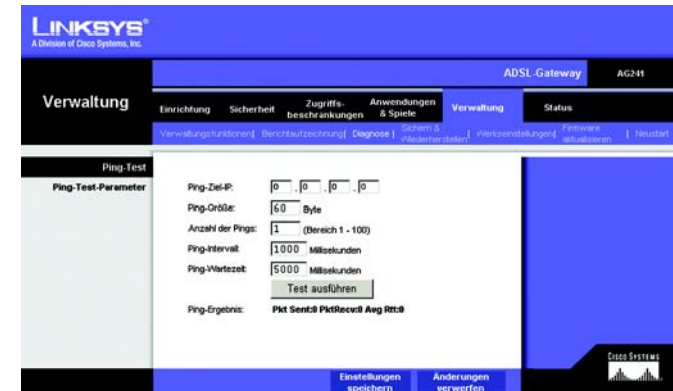 LINKSYS®
A Division of Cisco Systems, Inc.
ADSL-Gateway AG241
Verwaltung
Einrichtung Sicherheit Zugriffs-beschränkungen Anwendungen & Spiele Verwaltung Status
Verwaltungsfunktionen | Berichtaufzeichnung | Diagnose | Sichern & Wiederherstellen | Werkseinstellungen | Firmware aktualisieren | Neustart
Ping-Test
Ping-Test-Parameter
Ping-Ziel-IP: 0 . 0 . 0 . 0
Ping-Größe: 60 Byte
Anzahl der Pings: 1 (Bereich 1 - 100)
Ping-Intervall: 1000 Millisekunden
Ping-Wartezeit: 5000 Millisekunden
Test ausführen
Ping-Ergebnis: Pkt Sent:0 PktRecv:0 Avg Rtt:0
Einstellungen speichern Änderungen verwerfen
CISCO SYSTEMS